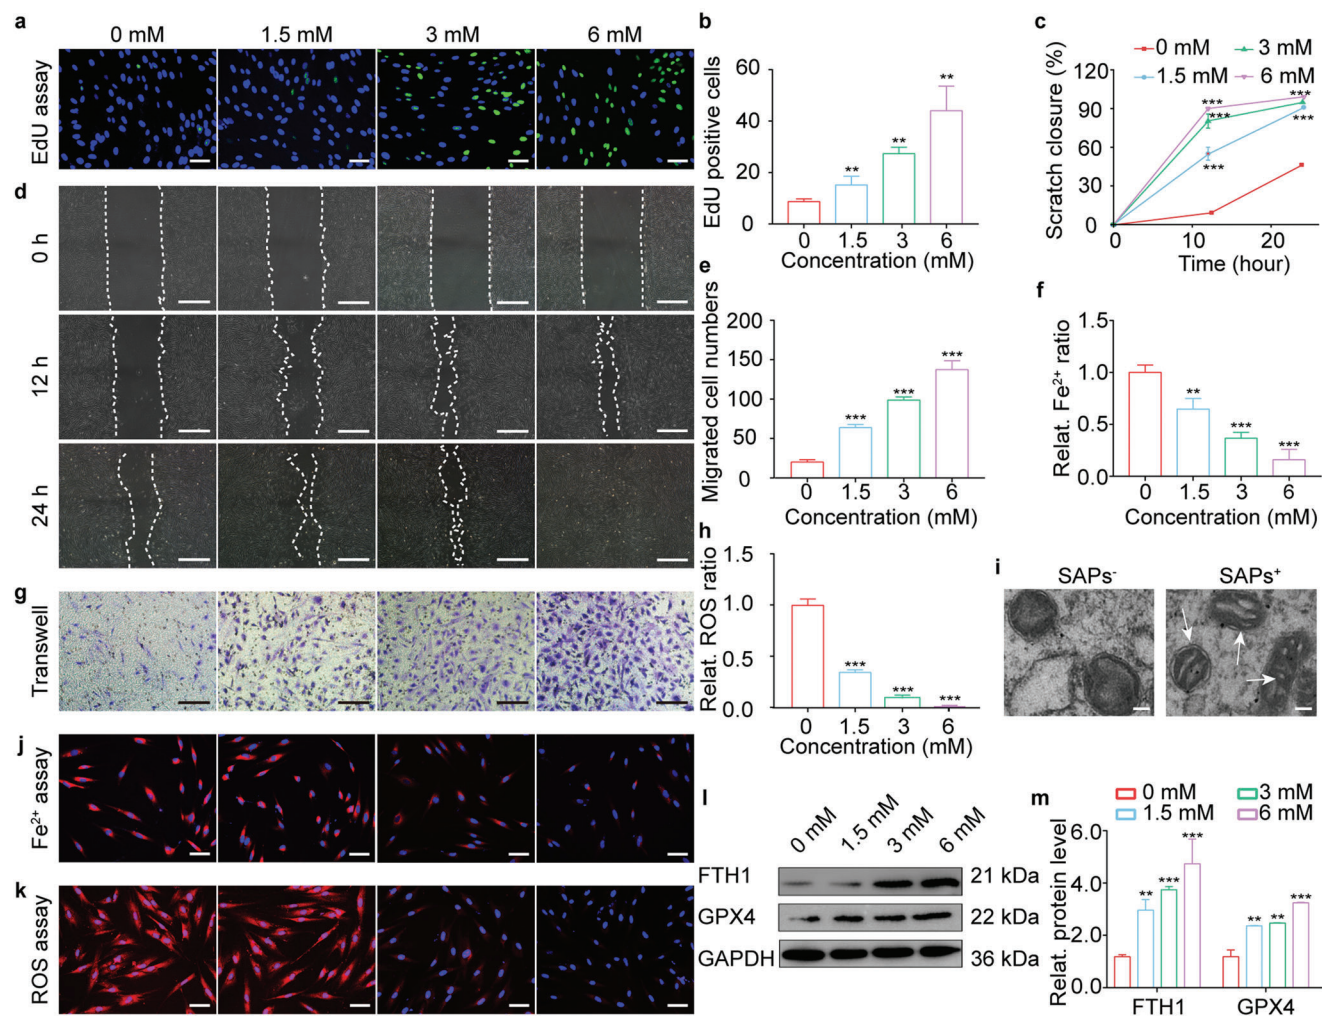 a
0 mM
1.5 mM
3 mM
6 mM
EdU assay
b
EdU positive cells
60
40
20
0
**
**
**
0
1.5
3
6
Concentration (mM)
c
0 mM
3 mM
1.5 mM
6 mM
Scratch closure (%)
120
90
60
30
0
***
***
***
***
***
0
10
20
Time (hour)
d
0 h
12 h
24 h
e
Migrated cell numbers
200
150
100
50
0
***
***
***
0
1.5
3
6
Concentration (mM)
f
Relat. Fe²⁺ ratio
1.0
0.5
0.0
**
***
***
0
1.5
3
6
Concentration (mM)
g
Transwell
h
Relat. ROS ratio
1.5
1.0
0.5
0.0
***
***
***
0
1.5
3
6
Concentration (mM)
i
SAPs⁻
SAPs⁺
j
Fe²⁺ assay
k
ROS assay
l
0 mM
1.5 mM
3 mM
6 mM
FTH1
21 kDa
GPX4
22 kDa
GAPDH
36 kDa
m
0 mM
3 mM
1.5 mM
6 mM
Relat. protein level
6.0
4.0
2.0
0.0
**
***
***
**
**
***
FTH1
GPX4